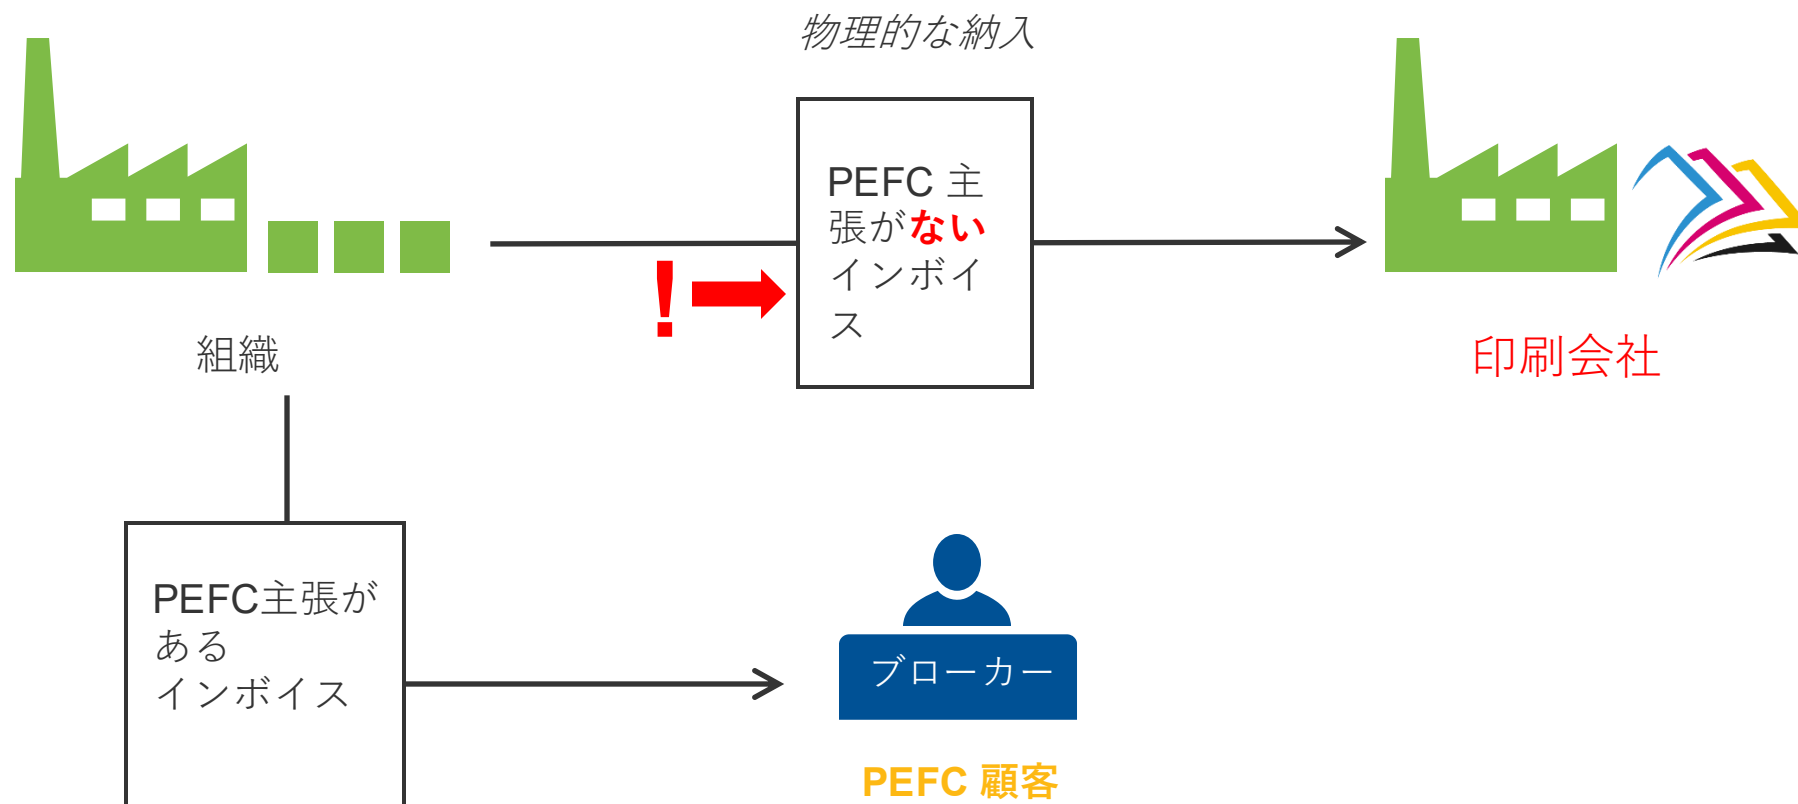 物理的な納入
PEFC 主
張がない
インボイ
ス
!
組織
印刷会社
PEFC主張が
ある
インボイス
ブローカー
PEFC 顧客